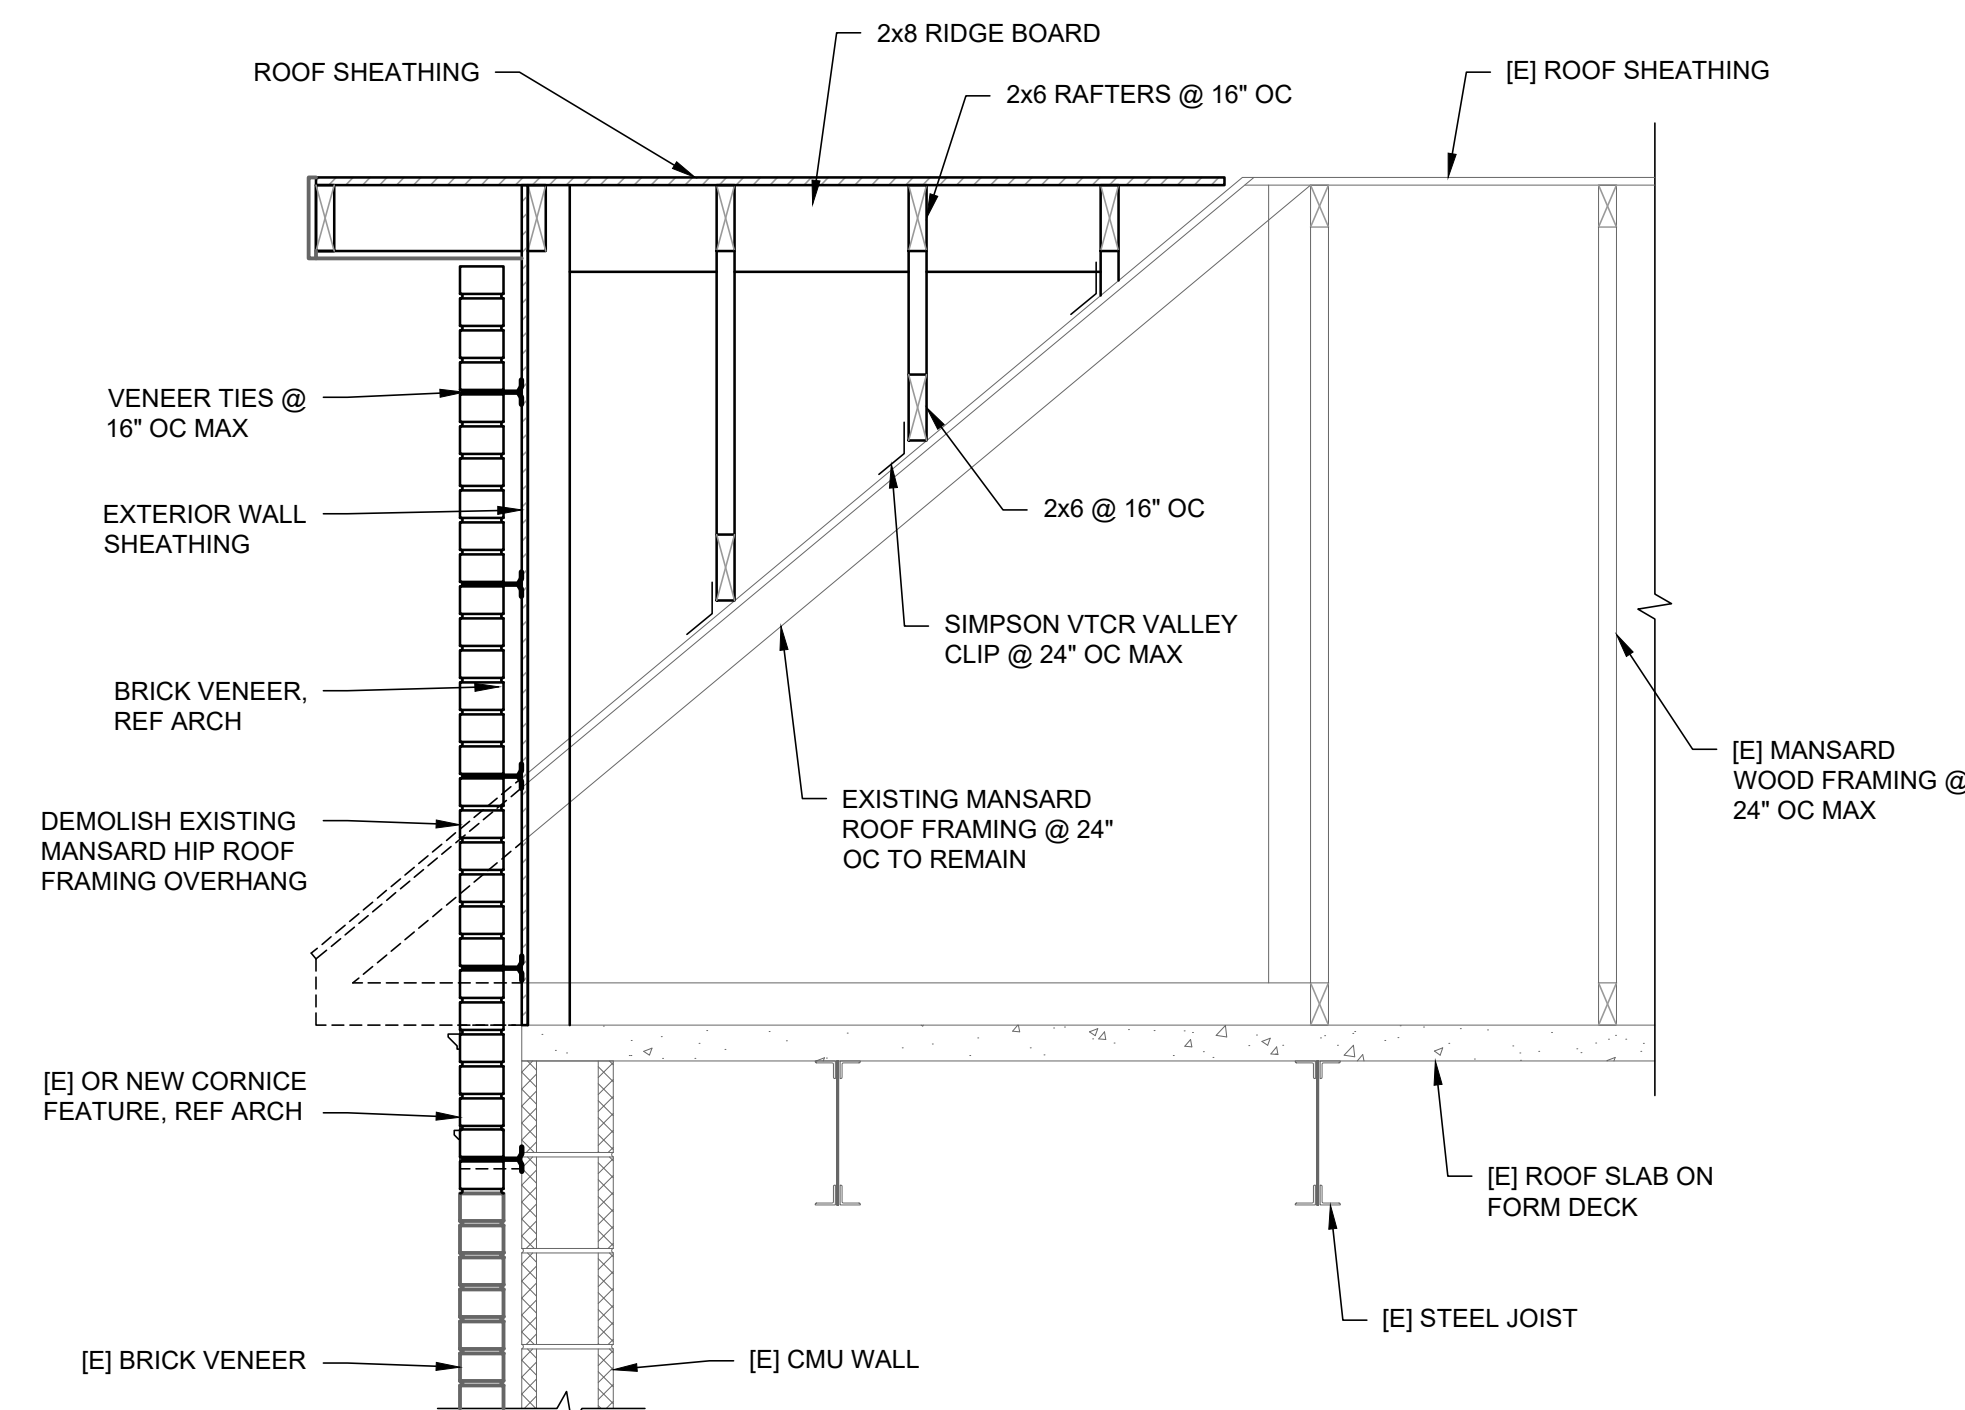 2x8 RIDGE BOARD
ROOF SHEATHING
[E] ROOF SHEATHING
2x6 RAFTERS @ 16" OC
VENEER TIES @
16" OC MAX
EXTERIOR WALL
SHEATHING
2x6 @ 16" OC
SIMPSON VTCR VALLEY
CLIP @ 24" OC MAX
BRICK VENEER,
REF ARCH
[E] MANSARD
WOOD FRAMING @
24" OC MAX
EXISTING MANSARD
ROOF FRAMING @ 24"
OC TO REMAIN
DEMOLISH EXISTING
MANSARD HIP ROOF
FRAMING OVERHANG
[E] OR NEW CORNICE
FEATURE, REF ARCH
[E] ROOF SLAB ON
FORM DECK
[E] STEEL JOIST
[E] BRICK VENEER
[E] CMU WALL